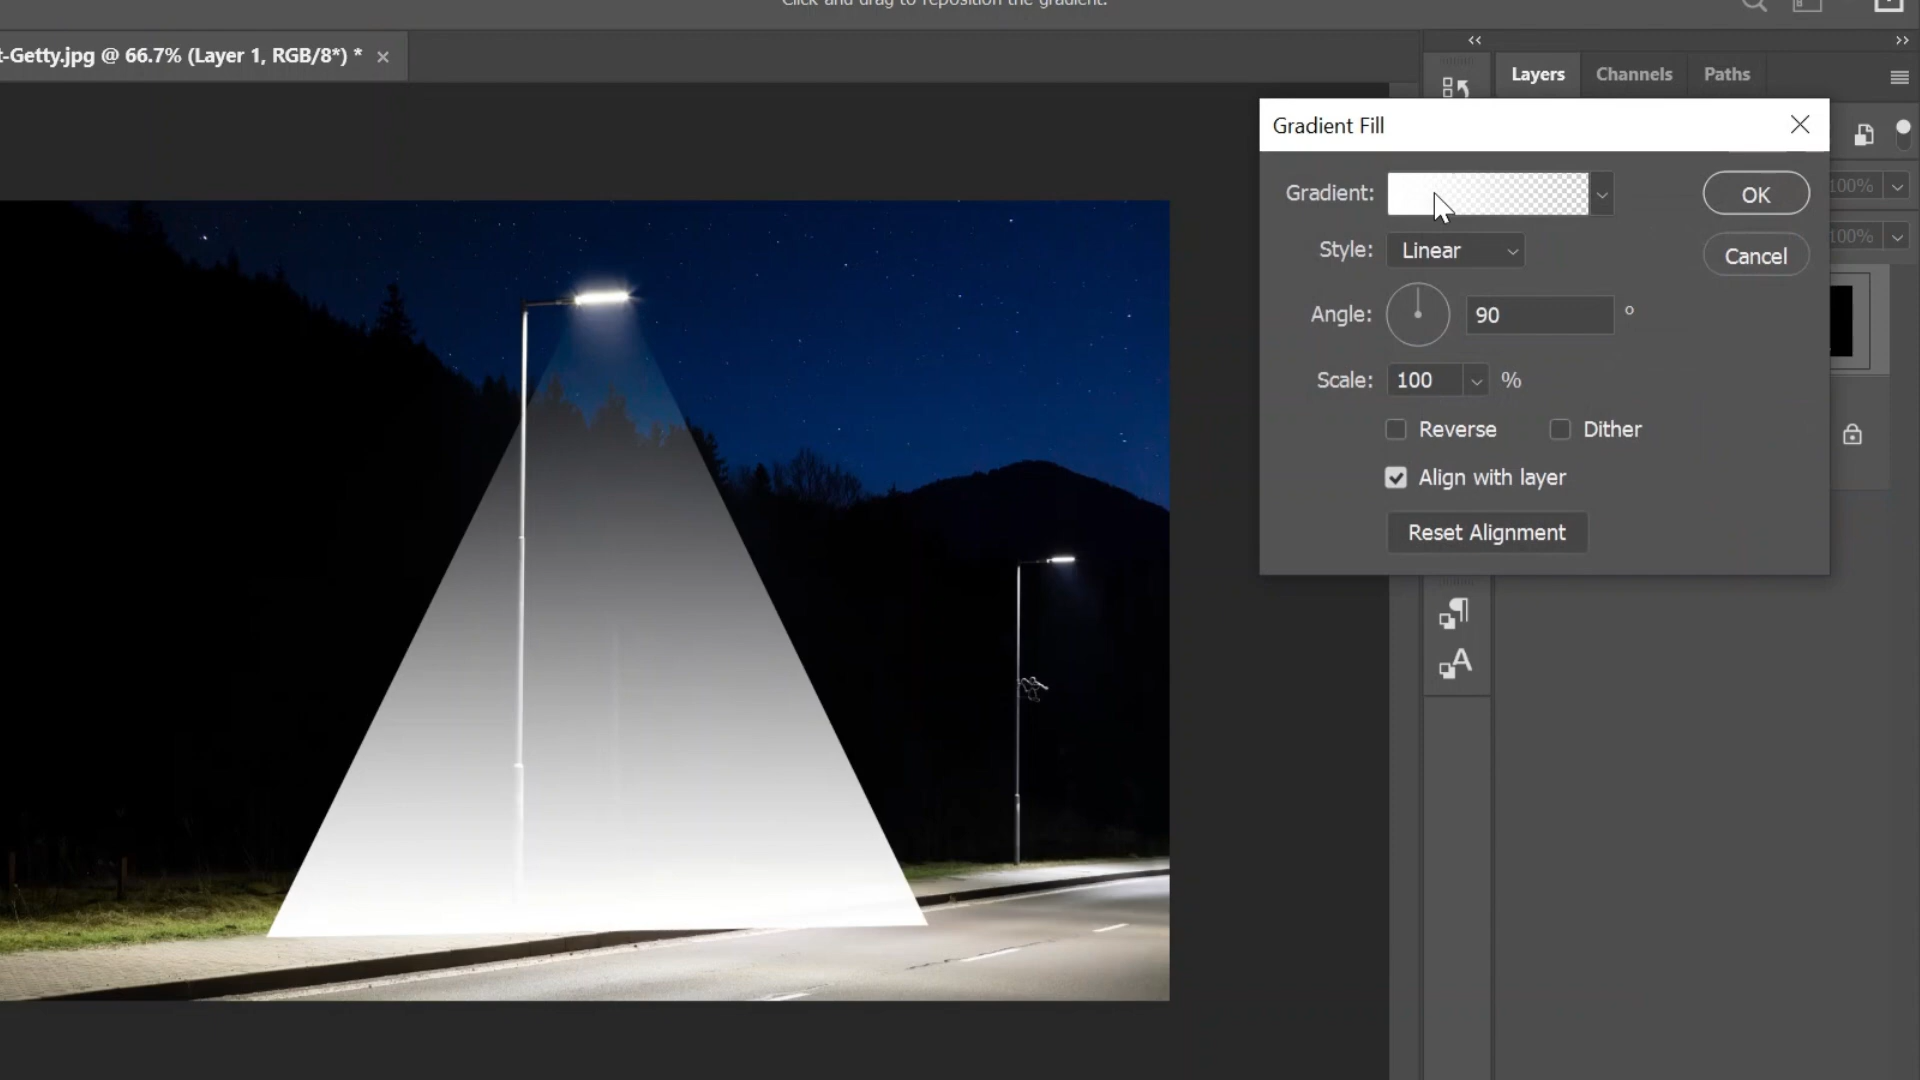 Click and drag to reposition the gradient.
t-Getty.jpg @ 66.7% (Layer 1, RGB/8*) *
Layers Channels Paths
Gradient Fill
Gradient: OK
100%
Style: Linear
Cancel
100%
Angle: 90 °
Scale: 100 %
Reverse Dither
Align with layer
Reset Alignment